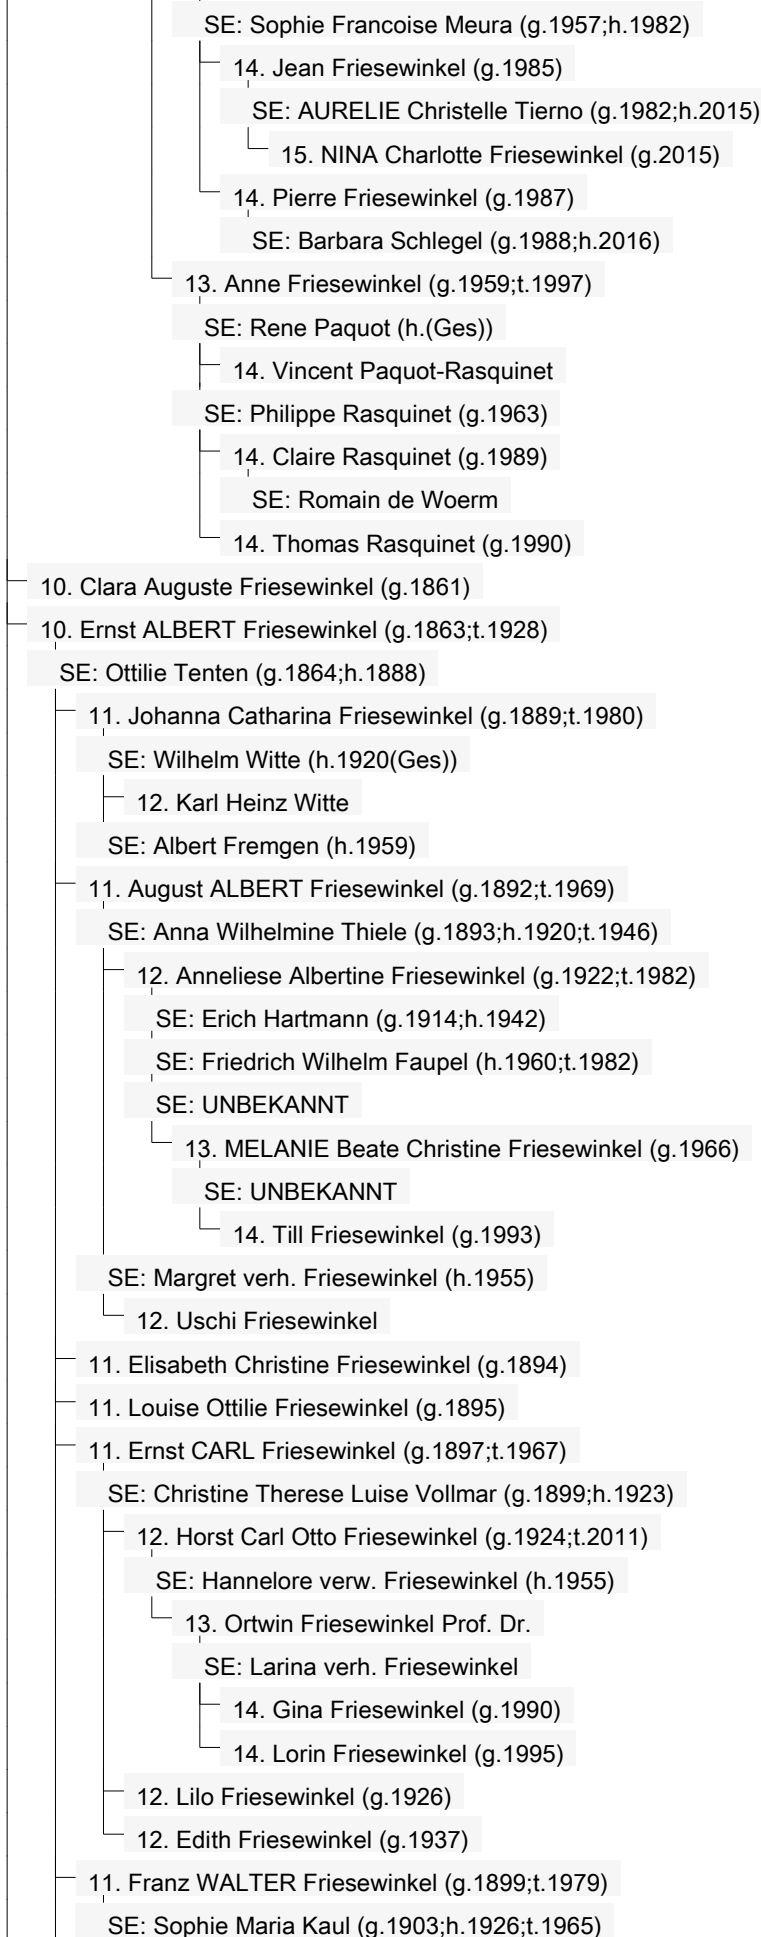 SE: Sophie Francoise Meura (g.1957;h.1982)
14. Jean Friesewinkel (g.1985)
SE: AURELIE Christelle Tierno (g.1982;h.2015)
15. NINA Charlotte Friesewinkel (g.2015)
14. Pierre Friesewinkel (g.1987)
SE: Barbara Schlegel (g.1988;h.2016)
13. Anne Friesewinkel (g.1959;t.1997)
SE: Rene Paquot (h.(Ges))
14. Vincent Paquot-Rasquinet
SE: Philippe Rasquinet (g.1963)
14. Claire Rasquinet (g.1989)
SE: Romain de Woerm
14. Thomas Rasquinet (g.1990)
10. Clara Auguste Friesewinkel (g.1861)
10. Ernst ALBERT Friesewinkel (g.1863;t.1928)
SE: Ottilie Tenten (g.1864;h.1888)
11. Johanna Catharina Friesewinkel (g.1889;t.1980)
SE: Wilhelm Witte (h.1920(Ges))
12. Karl Heinz Witte
SE: Albert Fremgen (h.1959)
11. August ALBERT Friesewinkel (g.1892;t.1969)
SE: Anna Wilhelmine Thiele (g.1893;h.1920;t.1946)
12. Anneliese Albertine Friesewinkel (g.1922;t.1982)
SE: Erich Hartmann (g.1914;h.1942)
SE: Friedrich Wilhelm Faupel (h.1960;t.1982)
SE: UNBEKANNT
13. MELANIE Beate Christine Friesewinkel (g.1966)
SE: UNBEKANNT
14. Till Friesewinkel (g.1993)
SE: Margret verh. Friesewinkel (h.1955)
12. Uschi Friesewinkel
11. Elisabeth Christine Friesewinkel (g.1894)
11. Louise Ottilie Friesewinkel (g.1895)
11. Ernst CARL Friesewinkel (g.1897;t.1967)
SE: Christine Therese Luise Vollmar (g.1899;h.1923)
12. Horst Carl Otto Friesewinkel (g.1924;t.2011)
SE: Hannelore verw. Friesewinkel (h.1955)
13. Ortwin Friesewinkel Prof. Dr.
SE: Larina verh. Friesewinkel
14. Gina Friesewinkel (g.1990)
14. Lorin Friesewinkel (g.1995)
12. Lilo Friesewinkel (g.1926)
12. Edith Friesewinkel (g.1937)
11. Franz WALTER Friesewinkel (g.1899;t.1979)
SE: Sophie Maria Kaul (g.1903;h.1926;t.1965)